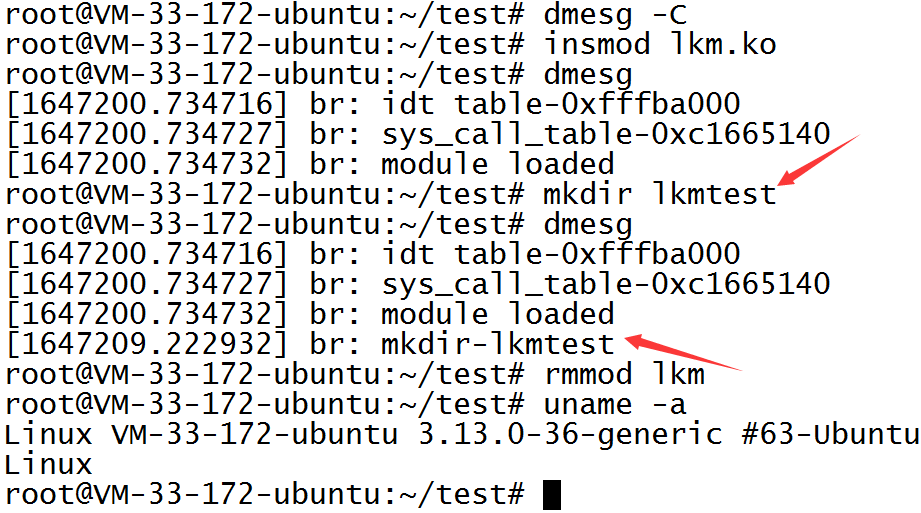 root@VM-33-172-ubuntu:~/test# dmesg -C
root@VM-33-172-ubuntu:~/test# insmod lkm.ko
root@VM-33-172-ubuntu:~/test# dmesg
[1647200.734716] br: idt table-0xfffba000
[1647200.734727] br: sys_call_table-0xc1665140
[1647200.734732] br: module loaded
root@VM-33-172-ubuntu:~/test# mkdir lkmtest
root@VM-33-172-ubuntu:~/test# dmesg
[1647200.734716] br: idt table-0xfffba000
[1647200.734727] br: sys_call_table-0xc1665140
[1647200.734732] br: module loaded
[1647209.222932] br: mkdir-lkmtest
root@VM-33-172-ubuntu:~/test# rmmod lkm
root@VM-33-172-ubuntu:~/test# uname -a
Linux VM-33-172-ubuntu 3.13.0-36-generic #63-Ubuntu
Linux
root@VM-33-172-ubuntu:~/test#